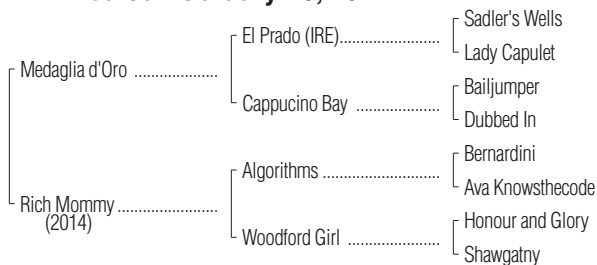 Sadler's Wells
El Prado (IRE)....................
Lady Capulet
Medaglia d'Oro ....................
Bailjumper
Cappucino Bay ....................
Dubbed In
Bernardini
Algorithms ............................
Ava Knowsthecode
Rich Mommy ........................
(2014)
Honour and Glory
Woodford Girl ......................
Shawgatny